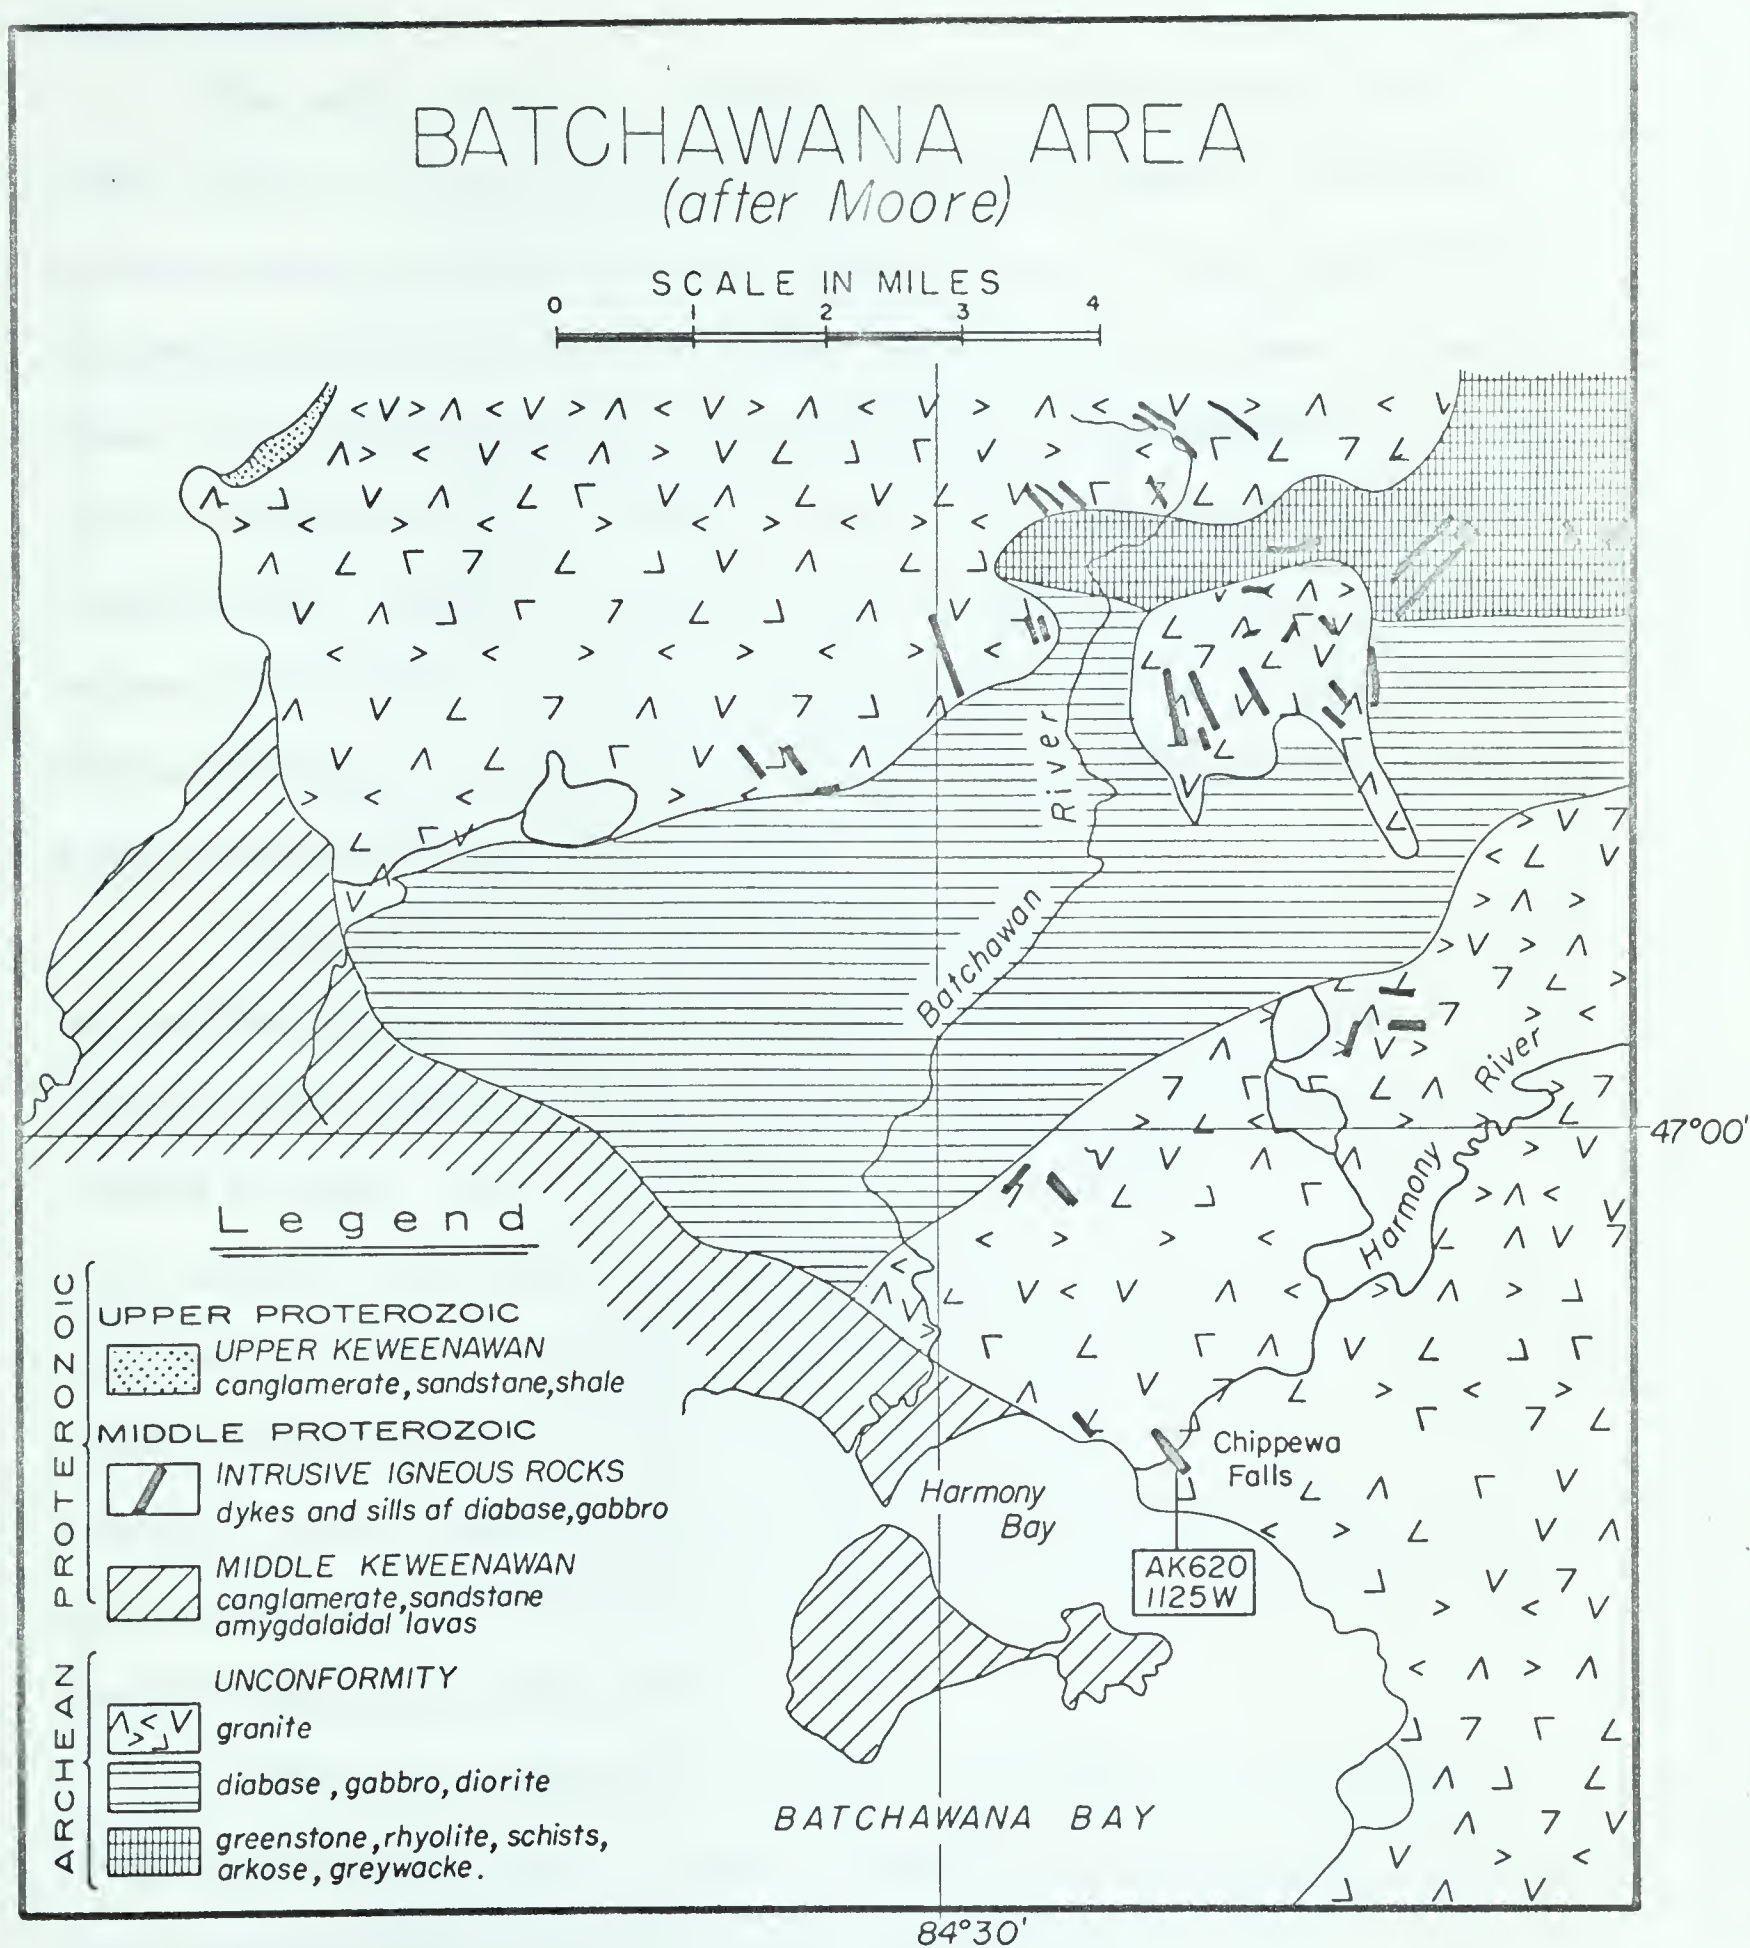 BATCHAWANA AREA
(after Moore)
SCALE IN MILES
0 1 2 3 4
River
Batchawan
River
Harmony
47°00'
Chippewa
Falls
Harmony
Bay
AK620
1125W
BATCHAWANA BAY
84°30'
Legend
PROTEROZOIC
UPPER PROTEROZOIC
UPPER KEWEENAWAN
canglamerate, sandstane, shale
MIDDLE PROTEROZOIC
INTRUSIVE IGNEOUS ROCKS
dykes and sills af diabase, gabbro
MIDDLE KEWEENAWAN
canglamerate, sandstane
amygdalaidal lavas
ARCHEAN
UNCONFORMITY
granite
diabase, gabbro, diorite
greenstone, rhyolite, schists,
arkose, greywacke.